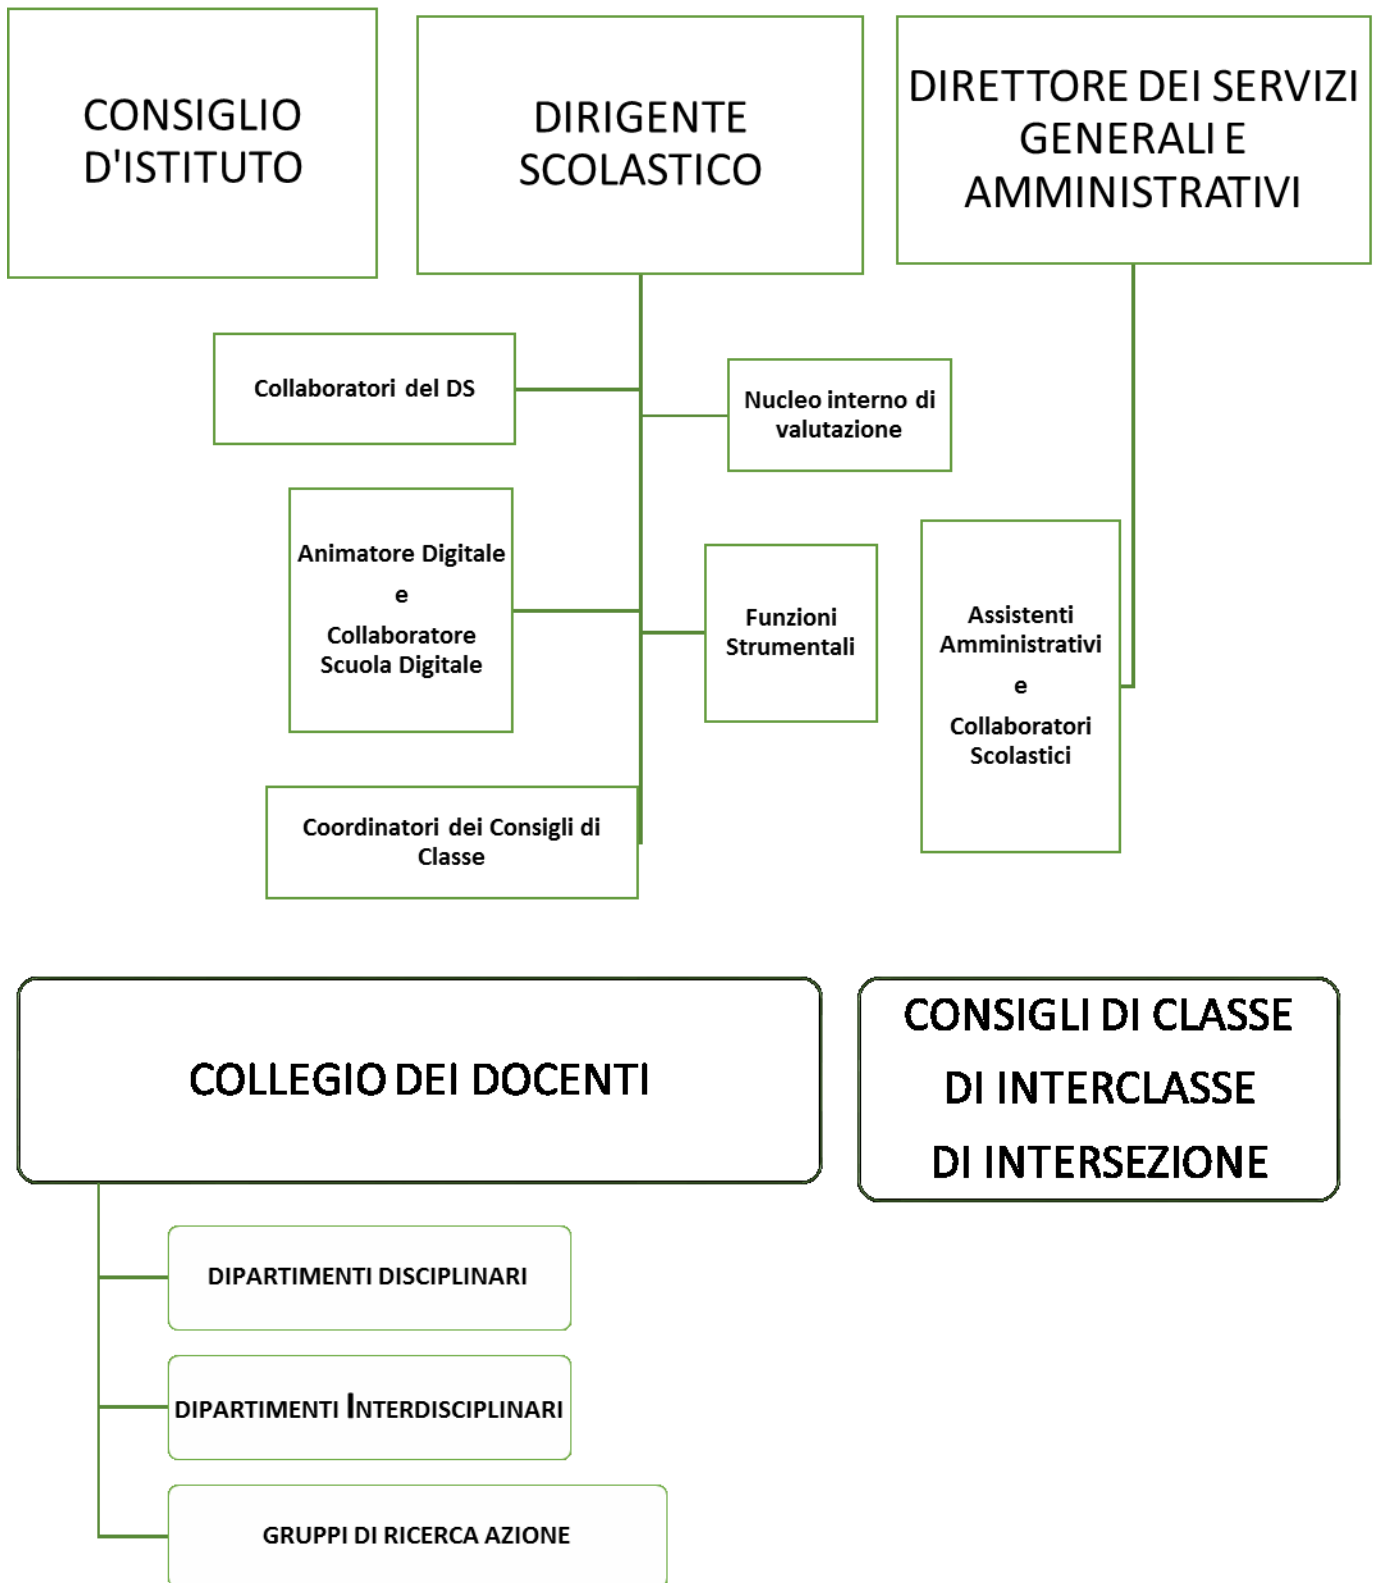 CONSIGLIO
D'ISTITUTO
DIRIGENTE
SCOLASTICO
DIRETTORE DEI SERVIZI
GENERALI E
AMMINISTRATIVI
Collaboratori del DS
Nucleo interno di
valutazione
Animatore Digitale
e
Collaboratore
Scuola Digitale
Funzioni
Strumentali
Assistenti
Amministrativi
e
Collaboratori
Scolastici
Coordinatori dei Consigli di
Classe
COLLEGIO DEI DOCENTI
CONSIGLI DI CLASSE
DI INTERCLASSE
DI INTERSEZIONE
DIPARTIMENTI DISCIPLINARI
DIPARTIMENTI INTERDISCIPLINARI
GRUPPI DI RICERCA AZIONE